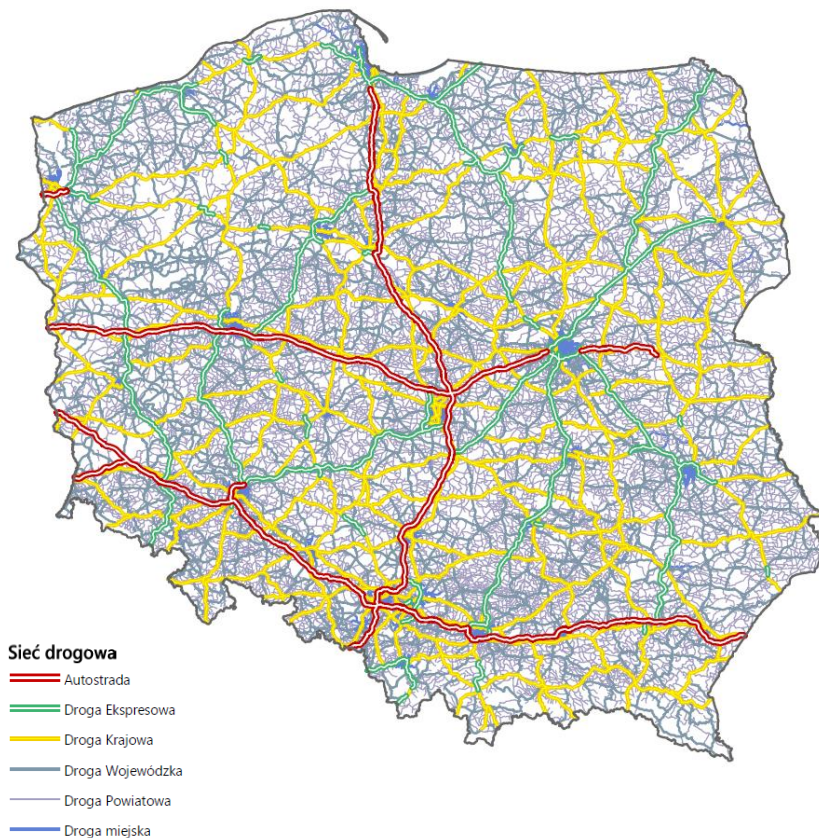 Sieć drogowa
Autostrada
Droga Ekspresowa
Droga Krajowa
Droga Wojewódzka
Droga Powiatowa
Droga miejska